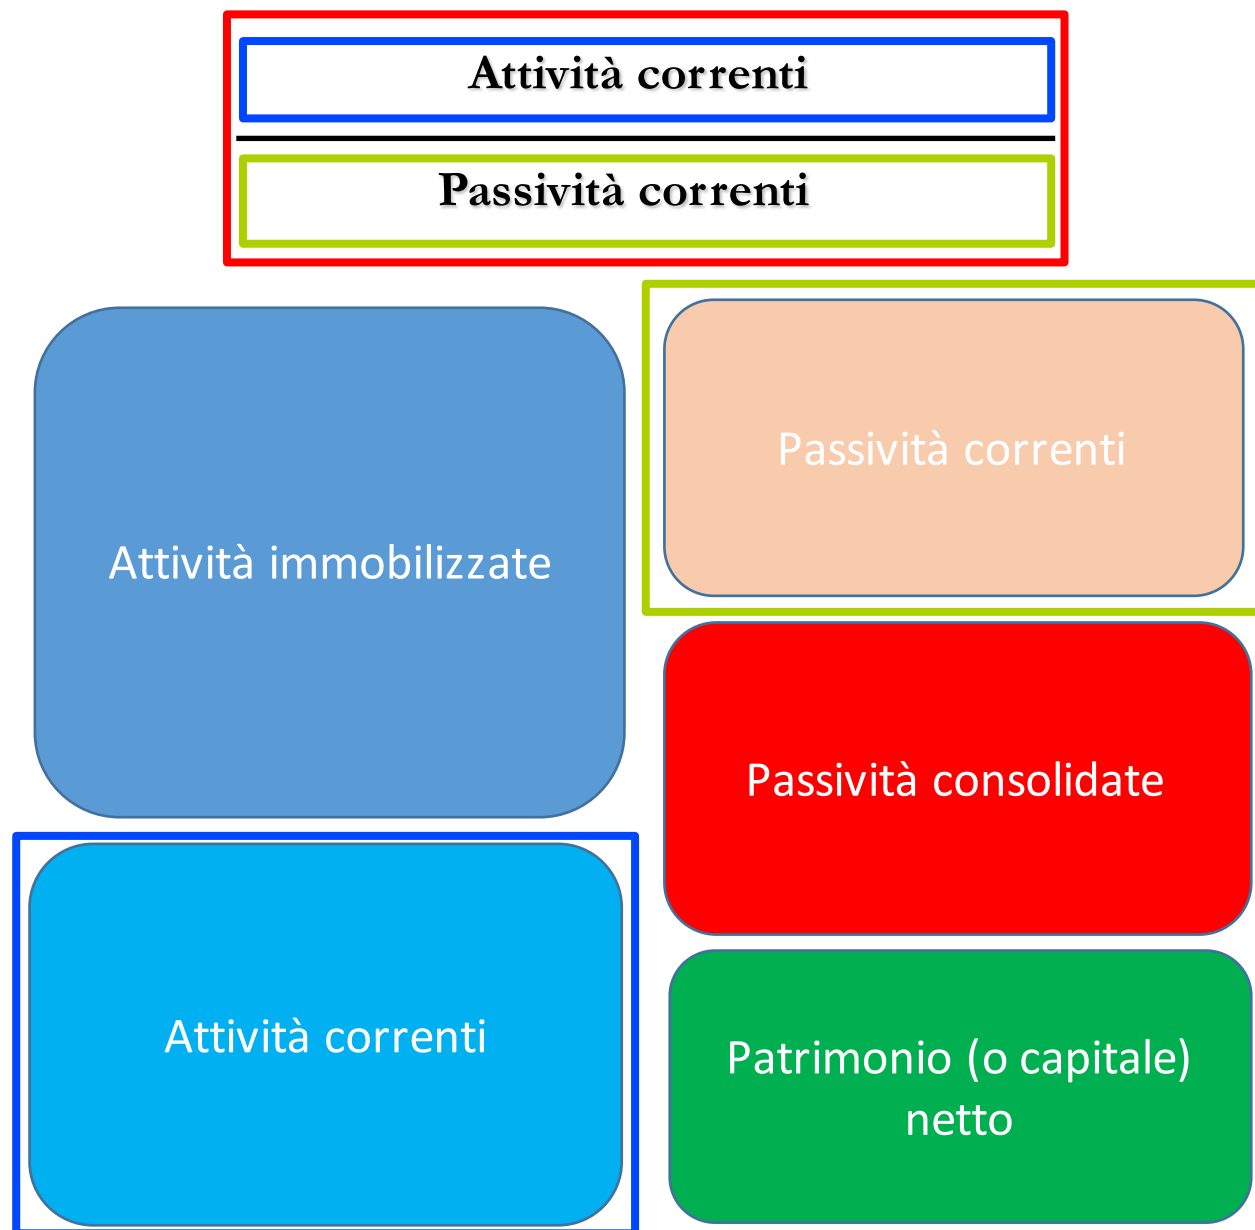 Attività correnti
Passività correnti
Attività immobilizzate
Attività correnti
Passività correnti
Passività consolidate
Patrimonio (o capitale)
netto